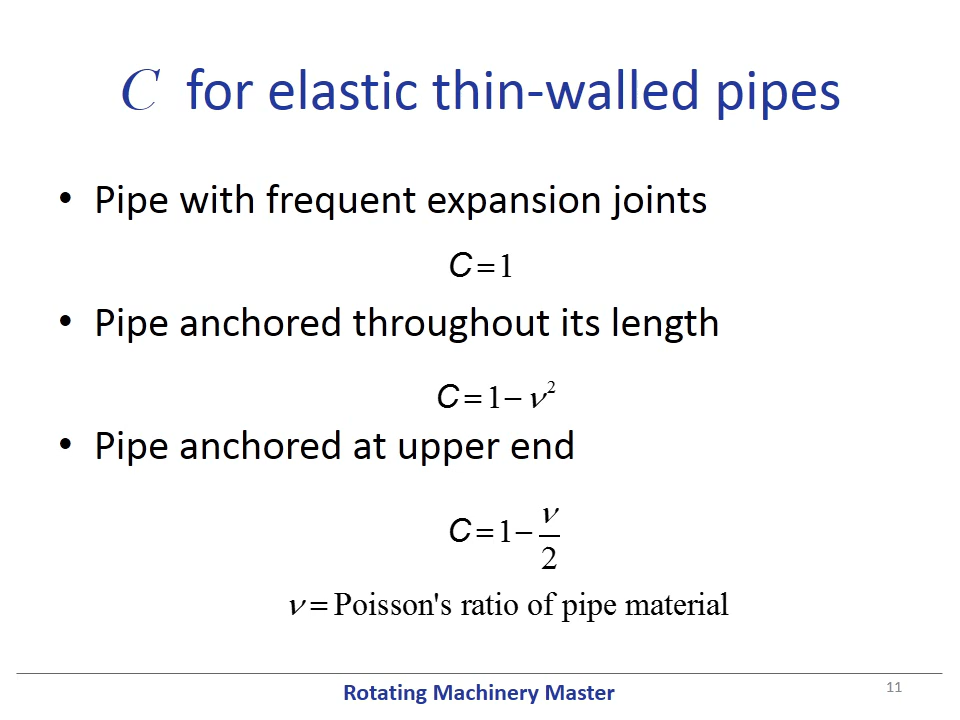 C for elastic thin-walled pipes
• Pipe with frequent expansion joints
C = 1
• Pipe anchored throughout its length
C = 1 − ν²
• Pipe anchored at upper end
C = 1 − ν/2
ν = Poisson's ratio of pipe material
Rotating Machinery Master
11